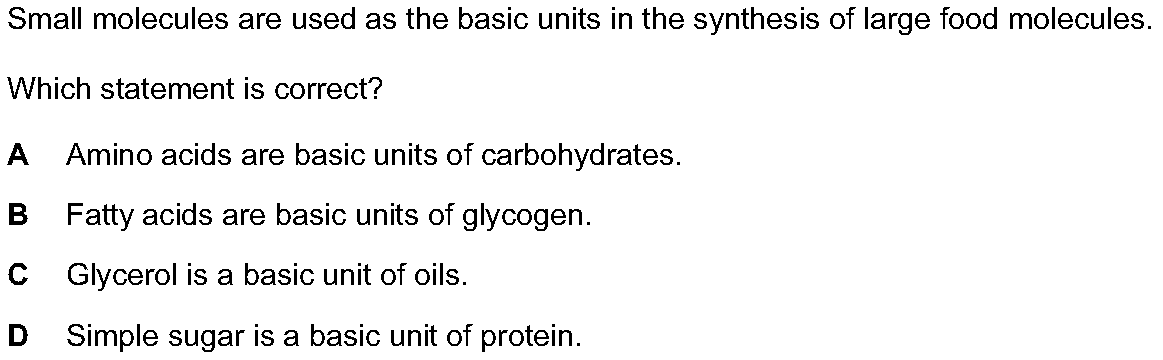 Small molecules are used as the basic units in the synthesis of large food molecules.
Which statement is correct?
A Amino acids are basic units of carbohydrates.
B Fatty acids are basic units of glycogen.
C Glycerol is a basic unit of oils.
D Simple sugar is a basic unit of protein.